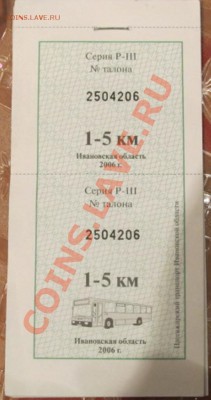 COINS.LAVE.RU
Серия Р-III
№ талона
2504206
1-5 км
Ивановская область
2006 г.
Серия Р-III
№ талона
2504206
1-5 км
Ивановская область
2006 г.
Пассажирский транспорт Ивановской области
COINS.LAVE.RU